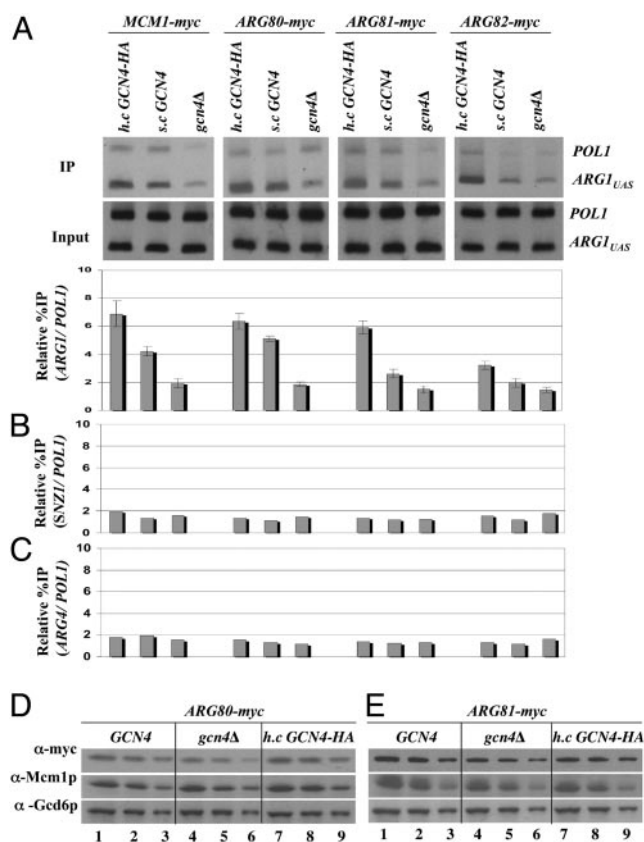 A
MCM1-myc ARG80-myc ARG81-myc ARG82-myc
h.c GCN4-HA s.c GCN4 gcn4Δ h.c GCN4-HA s.c GCN4 gcn4Δ h.c GCN4-HA s.c GCN4 gcn4Δ h.c GCN4-HA s.c GCN4 gcn4Δ
IP
POL1
ARG1UAS
Input
POL1
ARG1UAS
Relative %IP
(ARG1/ POL1)
10
8
6
4
2
0
B
Relative %IP
(SNZ1/ POL1)
10
8
6
4
2
0
C
Relative %IP
(ARG4/ POL1)
10
8
6
4
2
0
D
ARG80-myc
GCN4 gcn4Δ h.c GCN4-HA
α-myc
α-Mcm1p
α -Gcd6p
1 2 3 4 5 6 7 8 9
E
ARG81-myc
GCN4 gcn4Δ h.c GCN4-HA
1 2 3 4 5 6 7 8 9